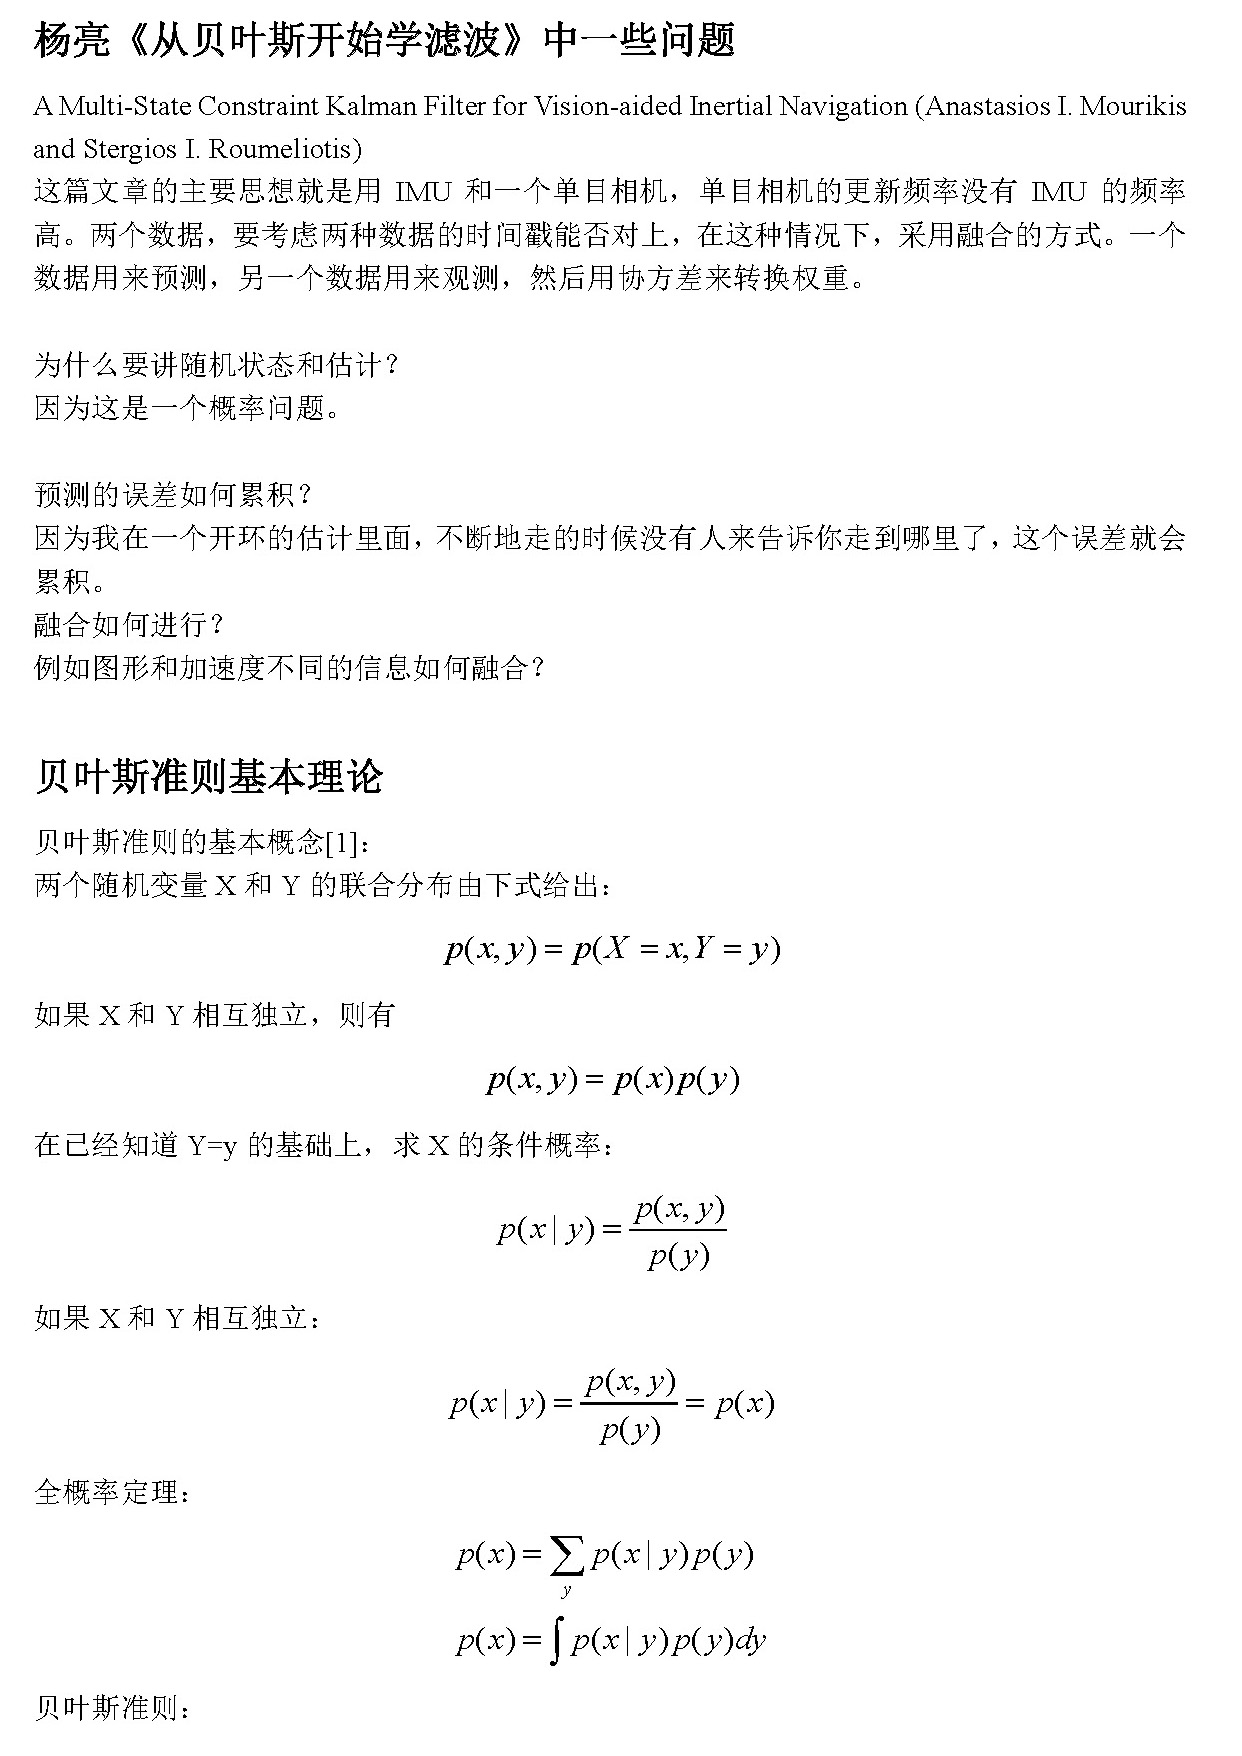 杨亮《从贝叶斯开始学滤波》中一些问题
A Multi-State Constraint Kalman Filter for Vision-aided Inertial Navigation (Anastasios I. Mourikis
and Stergios I. Roumeliotis)
这篇文章的主要思想就是用 IMU 和一个单目相机，单目相机的更新频率没有 IMU 的频率
高。两个数据，要考虑两种数据的时间戳能否对上，在这种情况下，采用融合的方式。一个
数据用来预测，另一个数据用来观测，然后用协方差来转换权重。
为什么要讲随机状态和估计？
因为这是一个概率问题。
预测的误差如何累积？
因为我在一个开环的估计里面，不断地走的时候没有人来告诉你走到哪里了，这个误差就会
累积。
融合如何进行？
例如图形和加速度不同的信息如何融合？
贝叶斯准则基本理论
贝叶斯准则的基本概念[1]：
两个随机变量 X 和 Y 的联合分布由下式给出：
p(x, y) = p(X = x, Y = y)
如果 X 和 Y 相互独立，则有
p(x, y) = p(x)p(y)
在已经知道 Y=y 的基础上，求 X 的条件概率：
p(x | y) = p(x, y) / p(y)
如果 X 和 Y 相互独立：
p(x | y) = p(x, y) / p(y) = p(x)
全概率定理：
p(x) = ∑_y p(x | y)p(y)
p(x) = ∫ p(x | y)p(y)dy
贝叶斯准则：